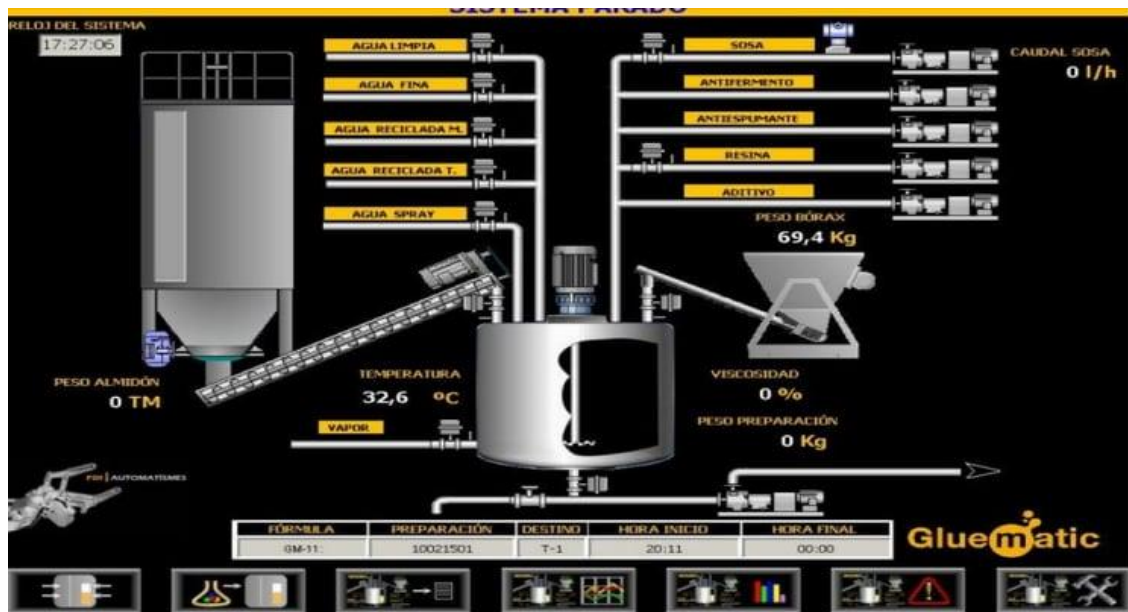 SISTEMA PARADO
RELOJ DEL SISTEMA
17:27:06
AGUA LIMPIA
AGUA FINA
AGUA RECICLADA M.
AGUA RECICLADA T.
AGUA SPRAY
SOSA
ANTIFERMENTO
ANTIESPUMANTE
RESINA
ADITIVO
CAUDAL SOSA
0 l/h
PESO BÓRAX
69,4 Kg
PESO ALMIDÓN
0 TM
TEMPERATURA
32,6 ºC
VISCOSIDAD
0 %
VAPOR
PESO PREPARACIÓN
0 Kg
AUTOMATISMES
FÓRMULA PREPARACIÓN DESTINO HORA INICIO HORA FINAL
GM-11: 10021501 T-1 20:11 00:00
Gluematic